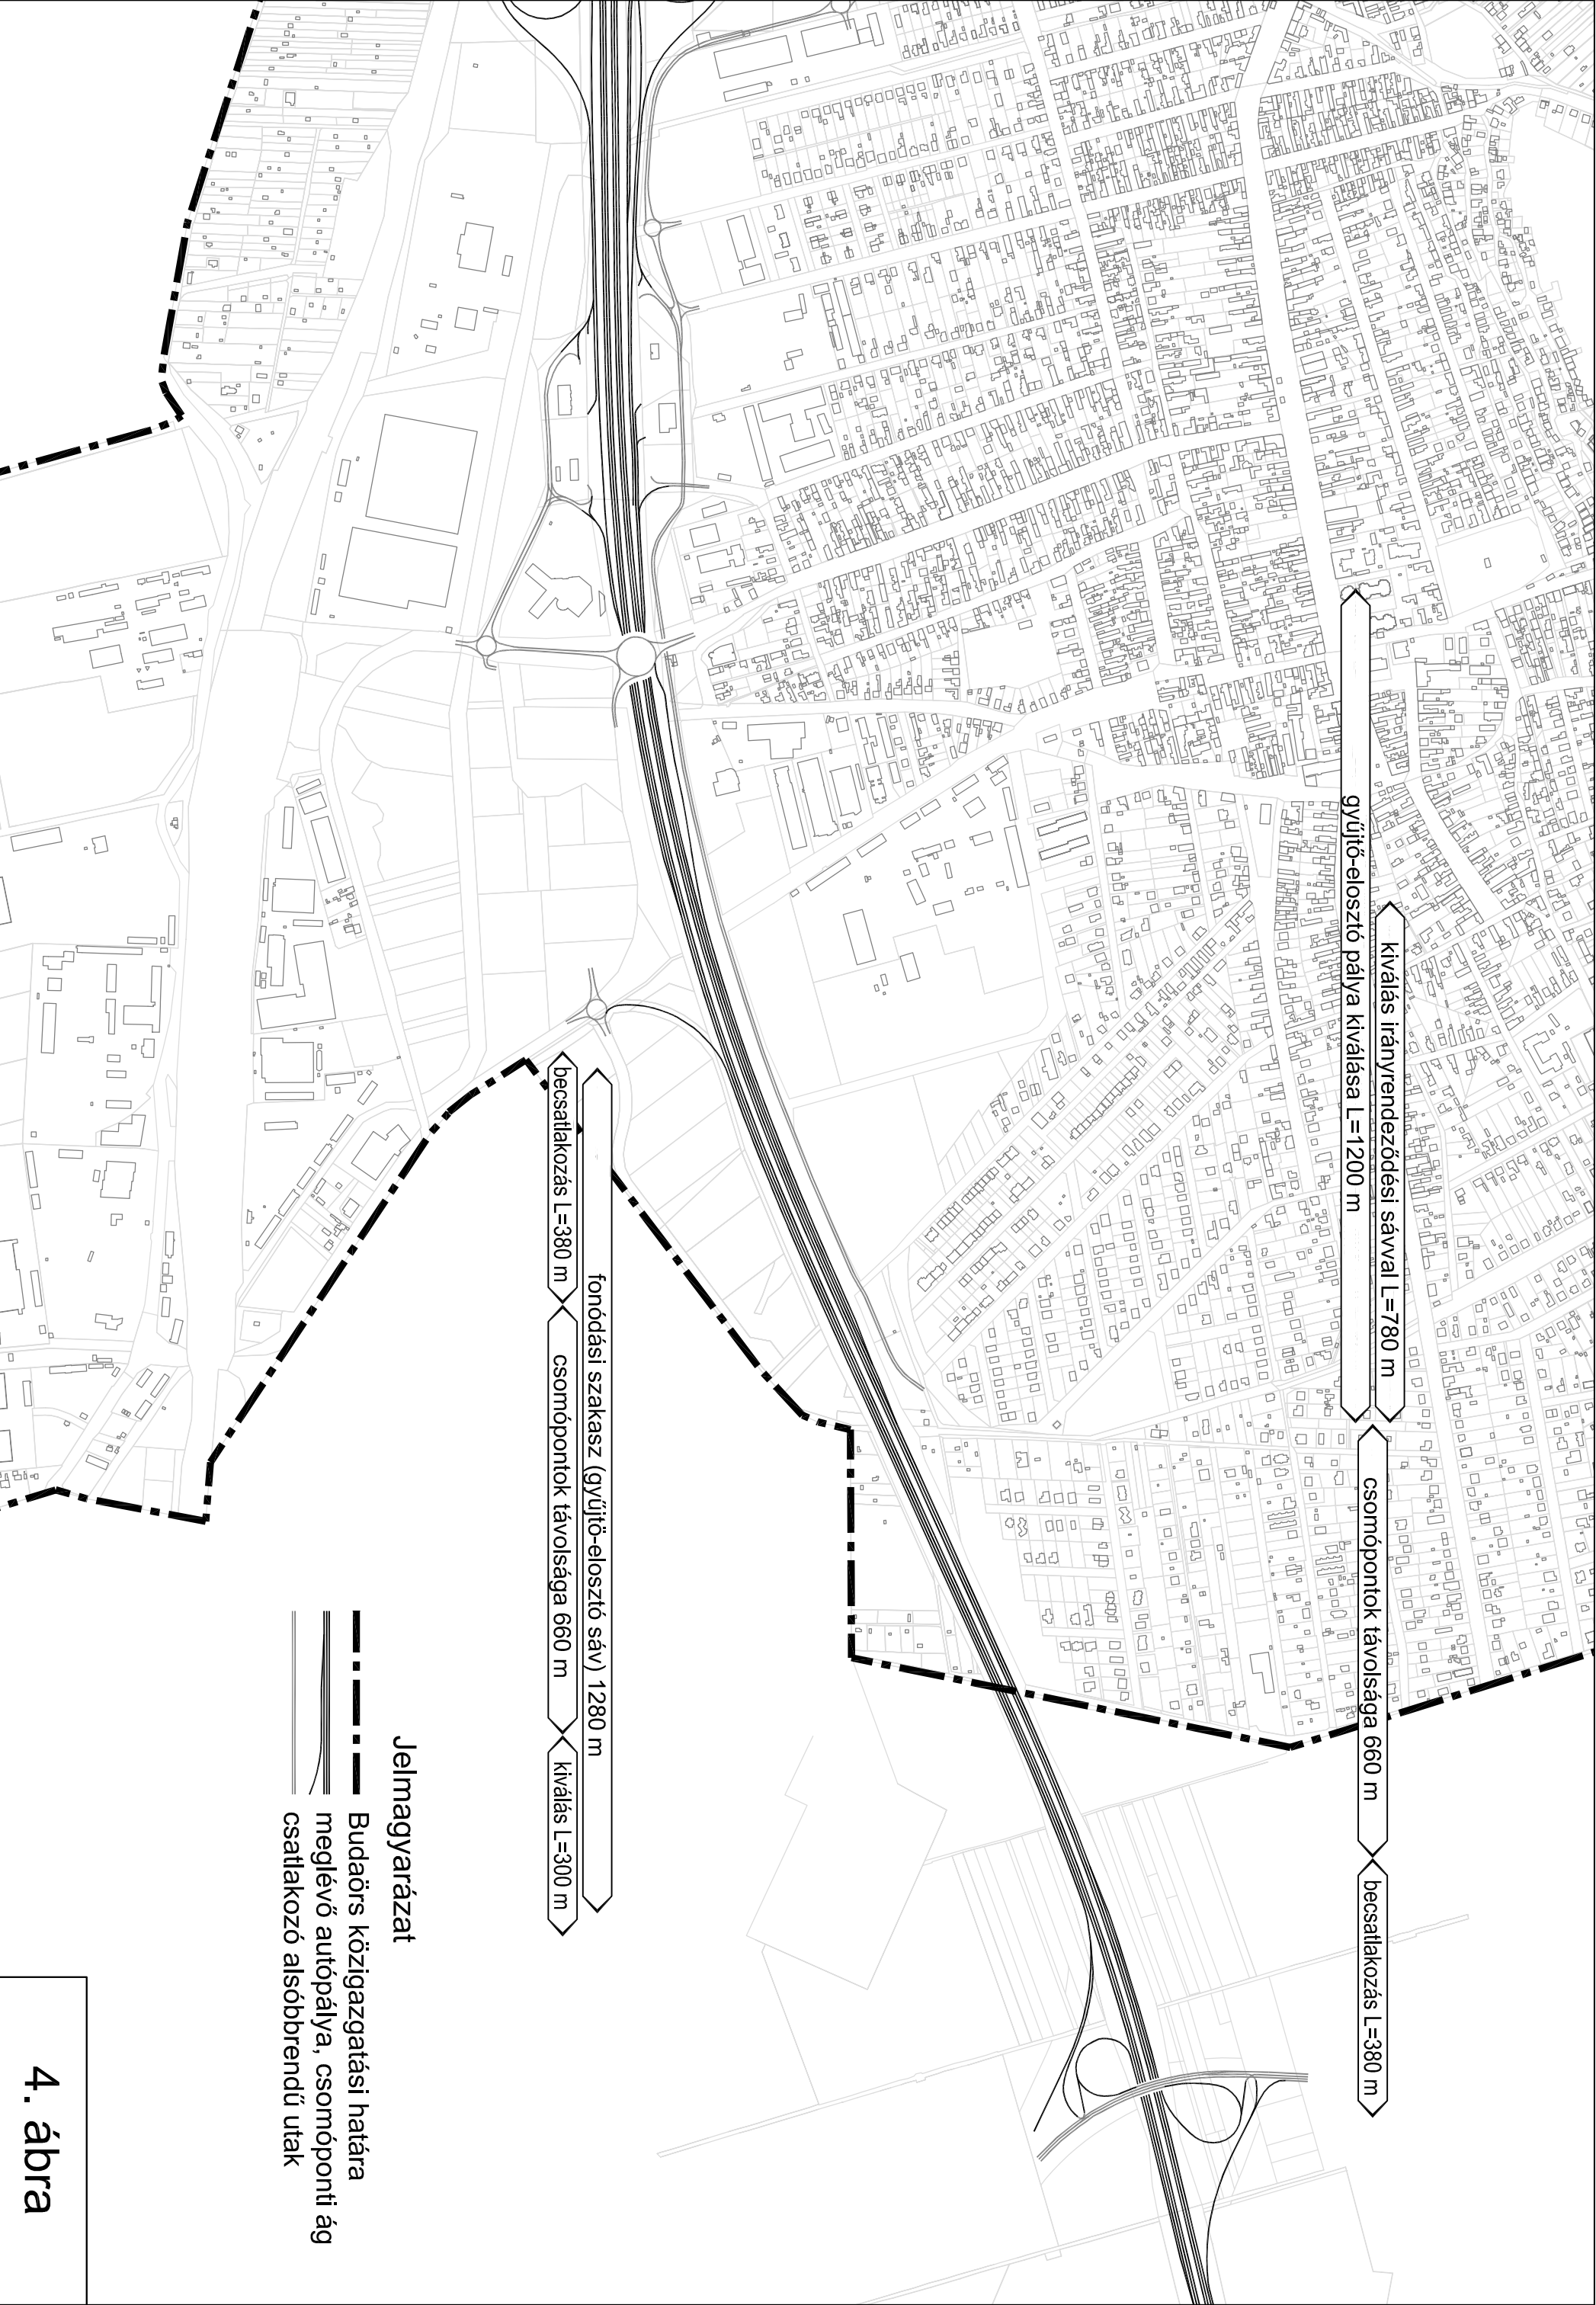 kiválás irányrendeződési sávval L=780 m
gyűjtő-elosztó pálya kiválása L=1200 m
csomópontok távolsága 660 m
becsatlakozás L=380 m
fonódási szakasz (gyűjtő-elosztó sáv) 1280 m
becsatlakozás L=380 m
csomópontok távolsága 660 m
kiválás L=300 m
Jelmagyarázat
Budaörs közigazgatási határa
meglévő autópálya, csomóponti ág
csatlakozó alsóbbrendű utak
4. ábra